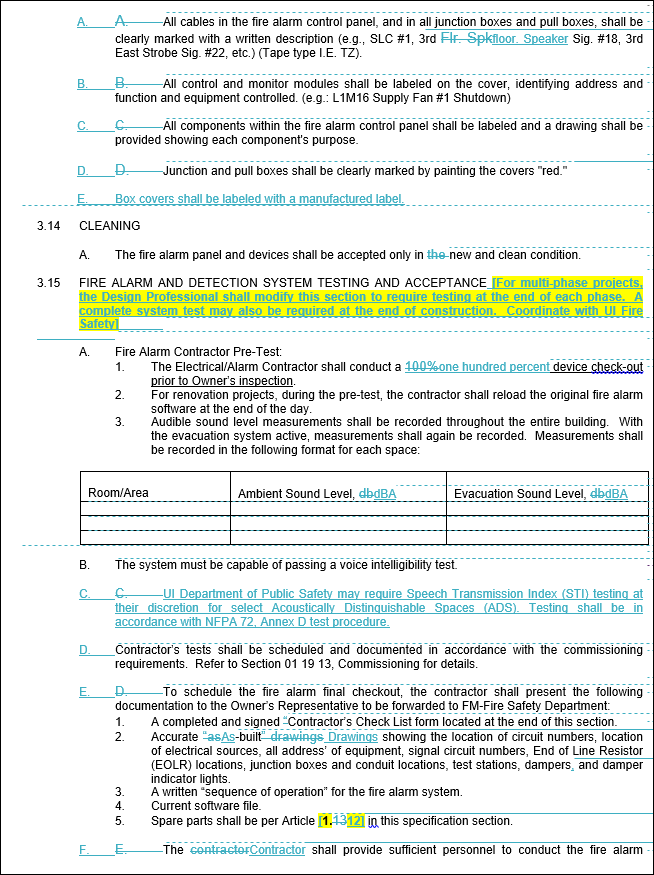 A. A. All cables in the fire alarm control panel, and in all junction boxes and pull boxes, shall be
clearly marked with a written description (e.g., SLC #1, 3rd Flr. Spkfloor. Speaker Sig. #18, 3rd
East Strobe Sig. #22, etc.) (Tape type I.E. TZ).
B. B. All control and monitor modules shall be labeled on the cover, identifying address and
function and equipment controlled. (e.g.: L1M16 Supply Fan #1 Shutdown)
C. C. All components within the fire alarm control panel shall be labeled and a drawing shall be
provided showing each component's purpose.
D. D. Junction and pull boxes shall be clearly marked by painting the covers "red."
E. Box covers shall be labeled with a manufactured label.
3.14 CLEANING
A. The fire alarm panel and devices shall be accepted only in the new and clean condition.
3.15 FIRE ALARM AND DETECTION SYSTEM TESTING AND ACCEPTANCE [For multi-phase projects,
the Design Professional shall modify this section to require testing at the end of each phase. A
complete system test may also be required at the end of construction. Coordinate with UI Fire
Safety]
A. Fire Alarm Contractor Pre-Test:
1. The Electrical/Alarm Contractor shall conduct a 100%one hundred percent device check-out
prior to Owner's inspection.
2. For renovation projects, during the pre-test, the contractor shall reload the original fire alarm
software at the end of the day.
3. Audible sound level measurements shall be recorded throughout the entire building. With
the evacuation system active, measurements shall again be recorded. Measurements shall
be recorded in the following format for each space:
Room/Area Ambient Sound Level, dbdBA Evacuation Sound Level, dbdBA
B. The system must be capable of passing a voice intelligibility test.
C. C. UI Department of Public Safety may require Speech Transmission Index (STI) testing at
their discretion for select Acoustically Distinguishable Spaces (ADS). Testing shall be in
accordance with NFPA 72, Annex D test procedure.
D. Contractor's tests shall be scheduled and documented in accordance with the commissioning
requirements. Refer to Section 01 19 13, Commissioning for details.
E. D. To schedule the fire alarm final checkout, the contractor shall present the following
documentation to the Owner's Representative to be forwarded to FM-Fire Safety Department:
1. A completed and signed "Contractor's Check List form located at the end of this section.
2. Accurate "asAs-built" drawings Drawings showing the location of circuit numbers, location
of electrical sources, all address' of equipment, signal circuit numbers, End of Line Resistor
(EOLR) locations, junction boxes and conduit locations, test stations, dampers, and damper
indicator lights.
3. A written "sequence of operation" for the fire alarm system.
4. Current software file.
5. Spare parts shall be per Article [1.1312] in this specification section.
F. E. The contractorContractor shall provide sufficient personnel to conduct the fire alarm